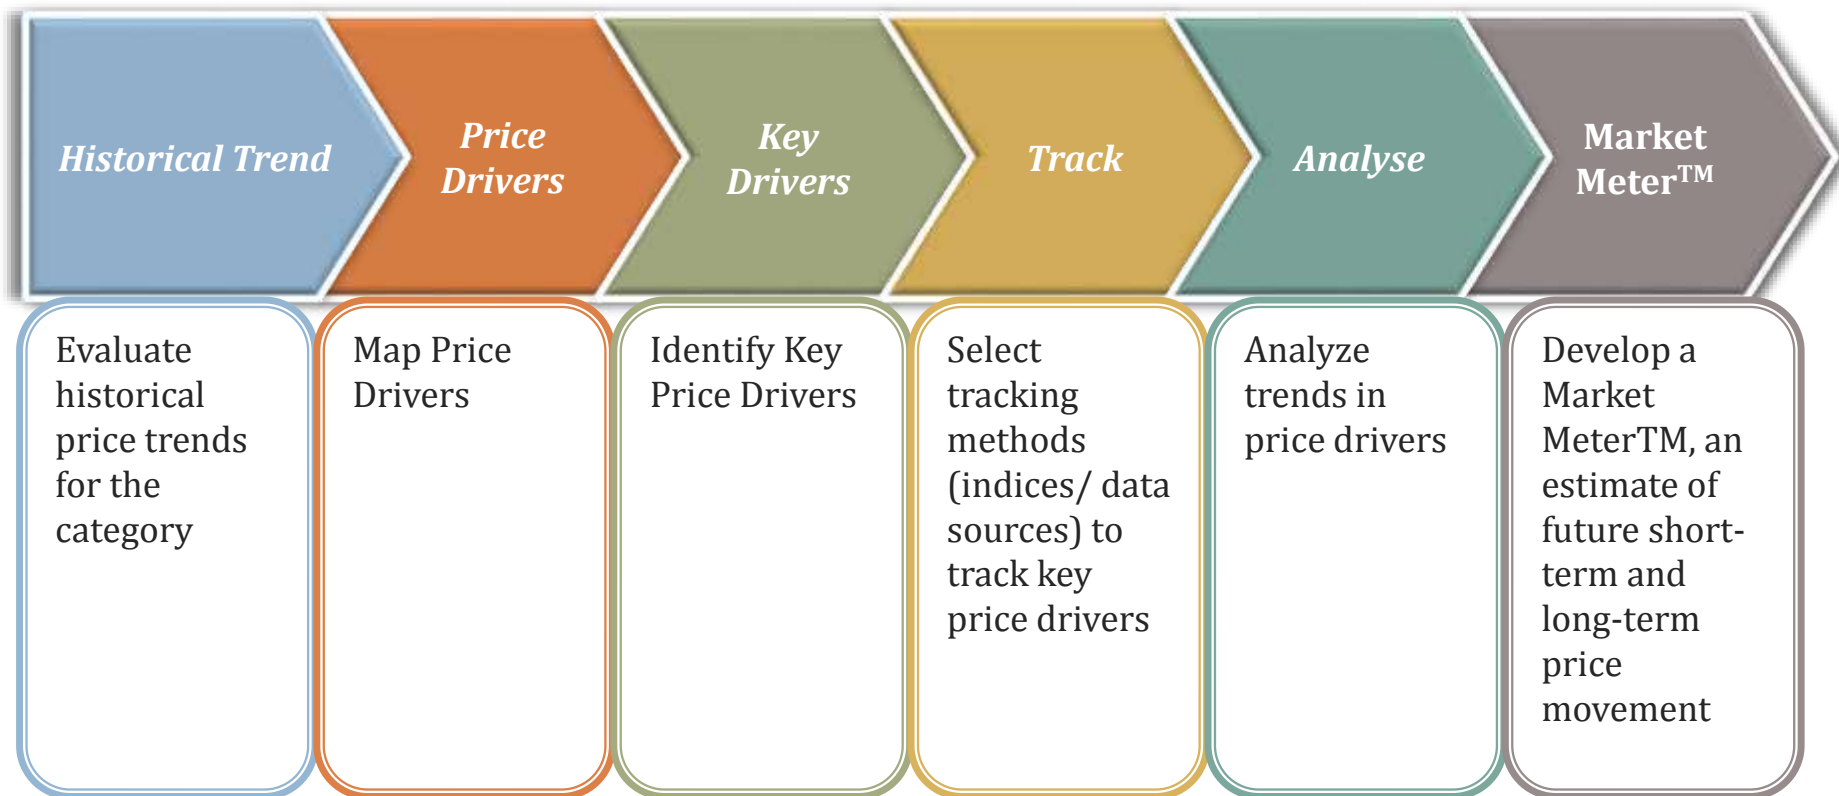 Historical Trend
Price
Drivers
Key
Drivers
Track
Analyse
Market
Meter™
Evaluate
historical
price trends
for the
category
Map Price
Drivers
Identify Key
Price Drivers
Select
tracking
methods
(indices/ data
sources) to
track key
price drivers
Analyze
trends in
price drivers
Develop a
Market
MeterTM, an
estimate of
future short-
term and
long-term
price
movement